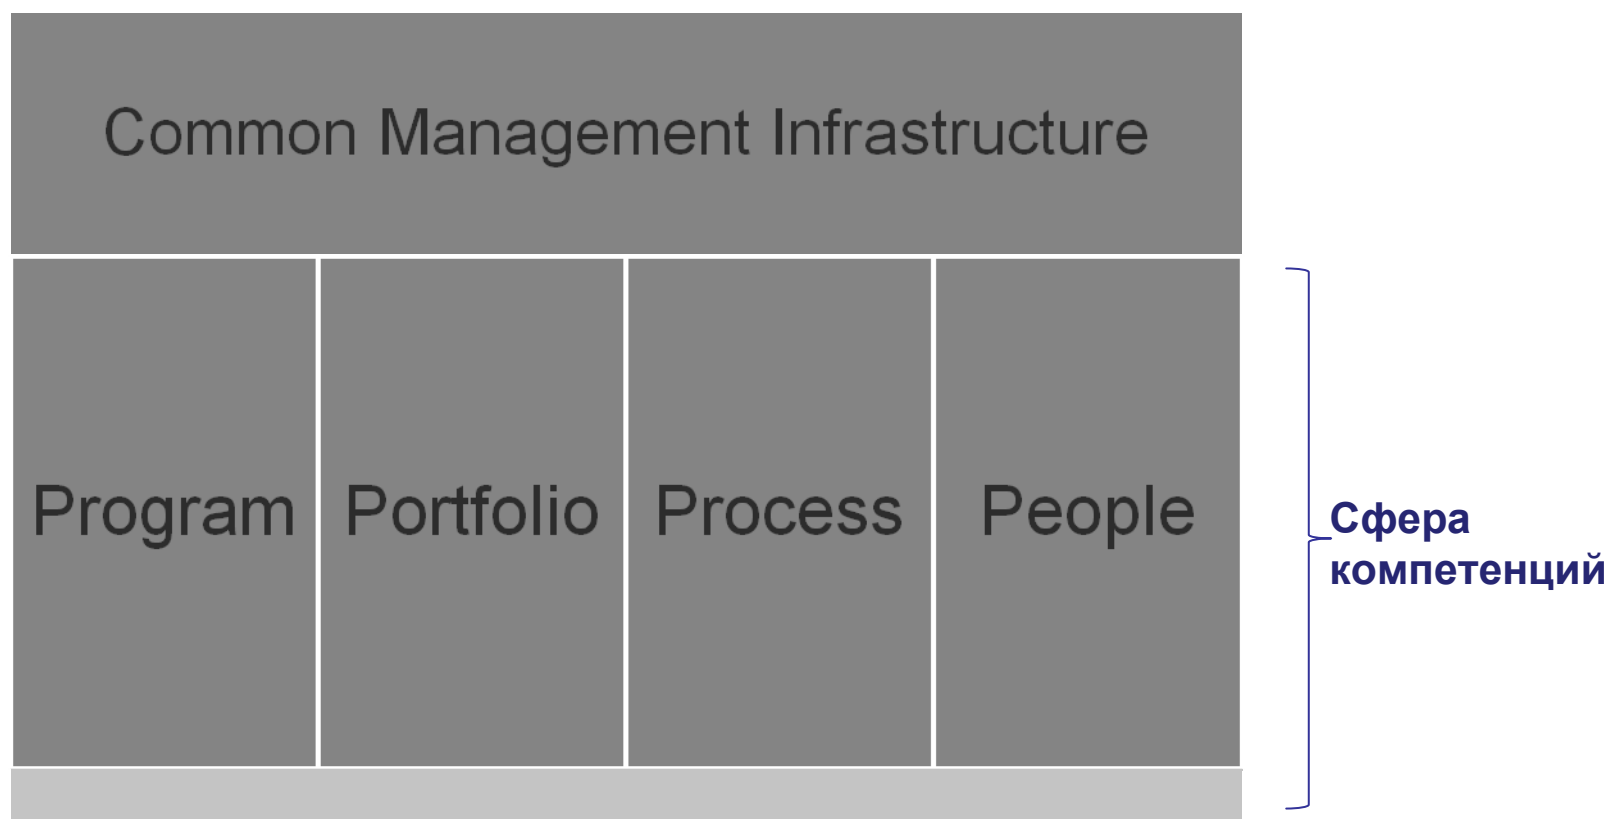 Common Management Infrastructure
Program Portfolio Process People
Сфера
компетенций